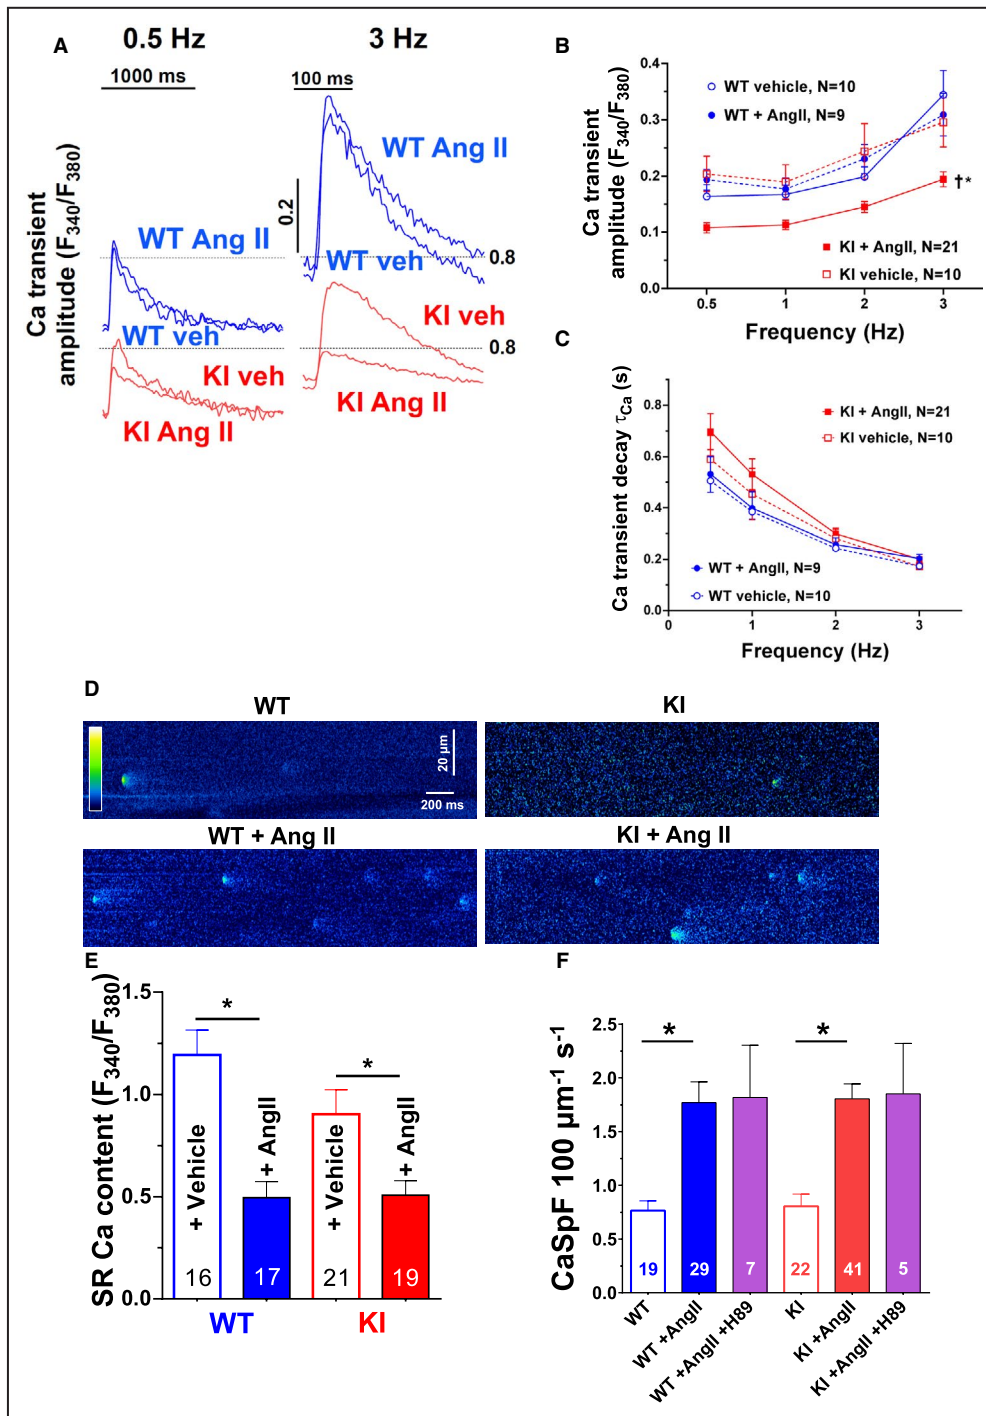 A
0.5 Hz
3 Hz
1000 ms
100 ms
Ca transient
amplitude (F340/F380)
WT Ang II
WT veh
KI veh
KI Ang II
0.2
WT Ang II
WT veh
0.8
KI veh
0.8
KI Ang II
B
Ca transient
amplitude (F340/F380)
0.4
0.3
0.2
0.1
0.0
WT vehicle, N=10
WT + AngII, N=9
†*
KI + AngII, N=21
KI vehicle, N=10
0.5
1
2
3
Frequency (Hz)
C
Ca transient decay τCa (s)
0.8
0.6
0.4
0.2
0.0
KI + AngII, N=21
KI vehicle, N=10
WT + AngII, N=9
WT vehicle, N=10
0
1
2
3
Frequency (Hz)
D
WT
KI
20 µm
200 ms
WT + Ang II
KI + Ang II
E
SR Ca content (F340/F380)
1.5
1.0
0.5
0.0
*
*
+ Vehicle
+ AngII
+ Vehicle
+ AngII
16
17
21
19
WT
KI
F
CaSpF 100 µm-1 s-1
2.5
2.0
1.5
1.0
0.5
0.0
*
*
19
29
7
22
41
5
WT
WT +AngII
WT +AngII +H89
KI
KI +AngII
KI +AngII +H89